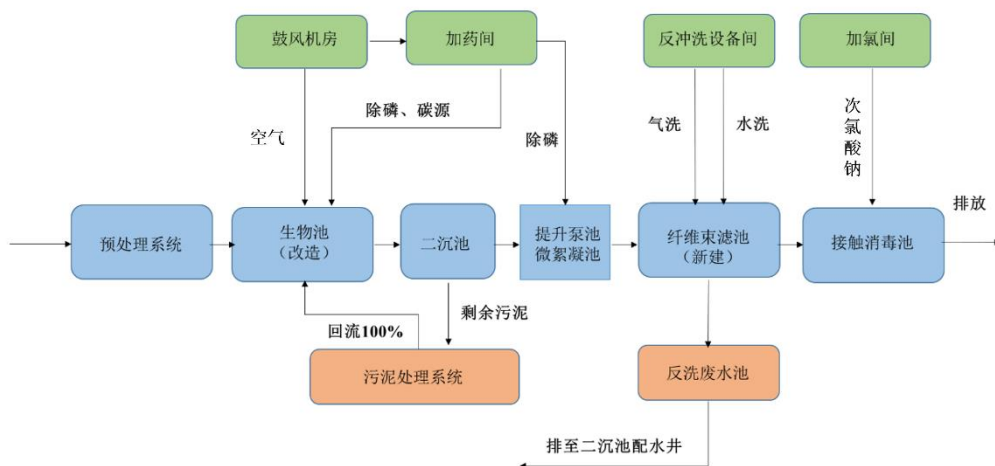 鼓风机房
加药间
反冲洗设备间
加氯间
除磷、碳源
空气
除磷
气洗
水洗
次氯酸钠
排放
预处理系统
生物池
（改造）
二沉池
提升泵池
微絮凝池
纤维束滤池
（新建）
接触消毒池
剩余污泥
回流100%
污泥处理系统
反洗废水池
排至二沉池配水井